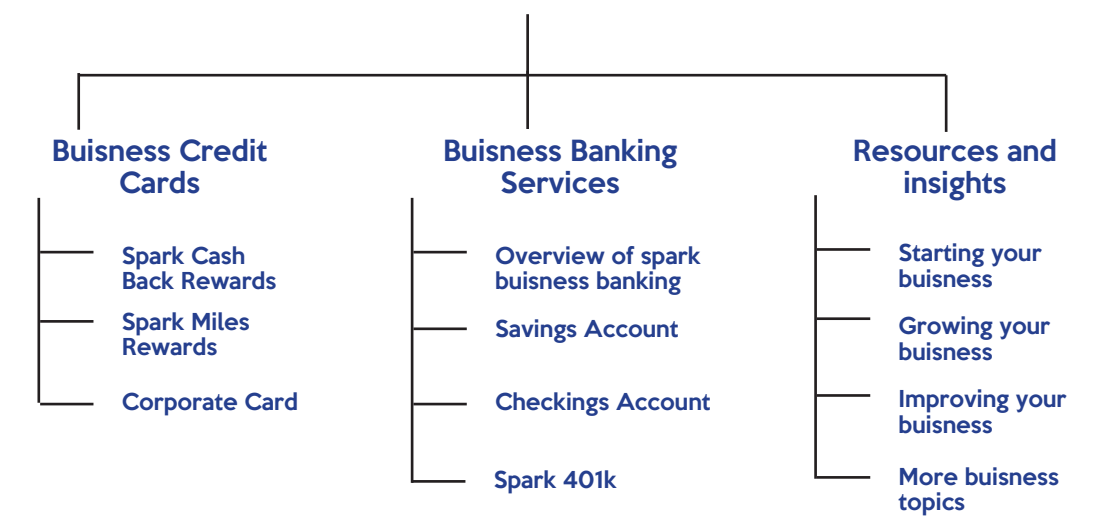 Buisness Credit
Cards
Spark Cash
Back Rewards
Spark Miles
Rewards
Corporate Card
Buisness Banking
Services
Overview of spark
buisness banking
Savings Account
Checkings Account
Spark 401k
Resources and
insights
Starting your
buisness
Growing your
buisness
Improving your
buisness
More buisness
topics